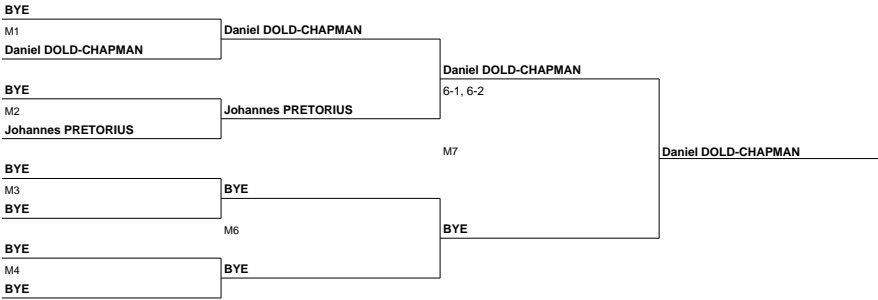 BYE
M1
Daniel DOLD-CHAPMAN
Daniel DOLD-CHAPMAN
Daniel DOLD-CHAPMAN
6-1, 6-2
BYE
M2
Johannes PRETORIUS
Johannes PRETORIUS
M7
Daniel DOLD-CHAPMAN
BYE
M3
BYE
BYE
M6
BYE
BYE
M4
BYE
BYE